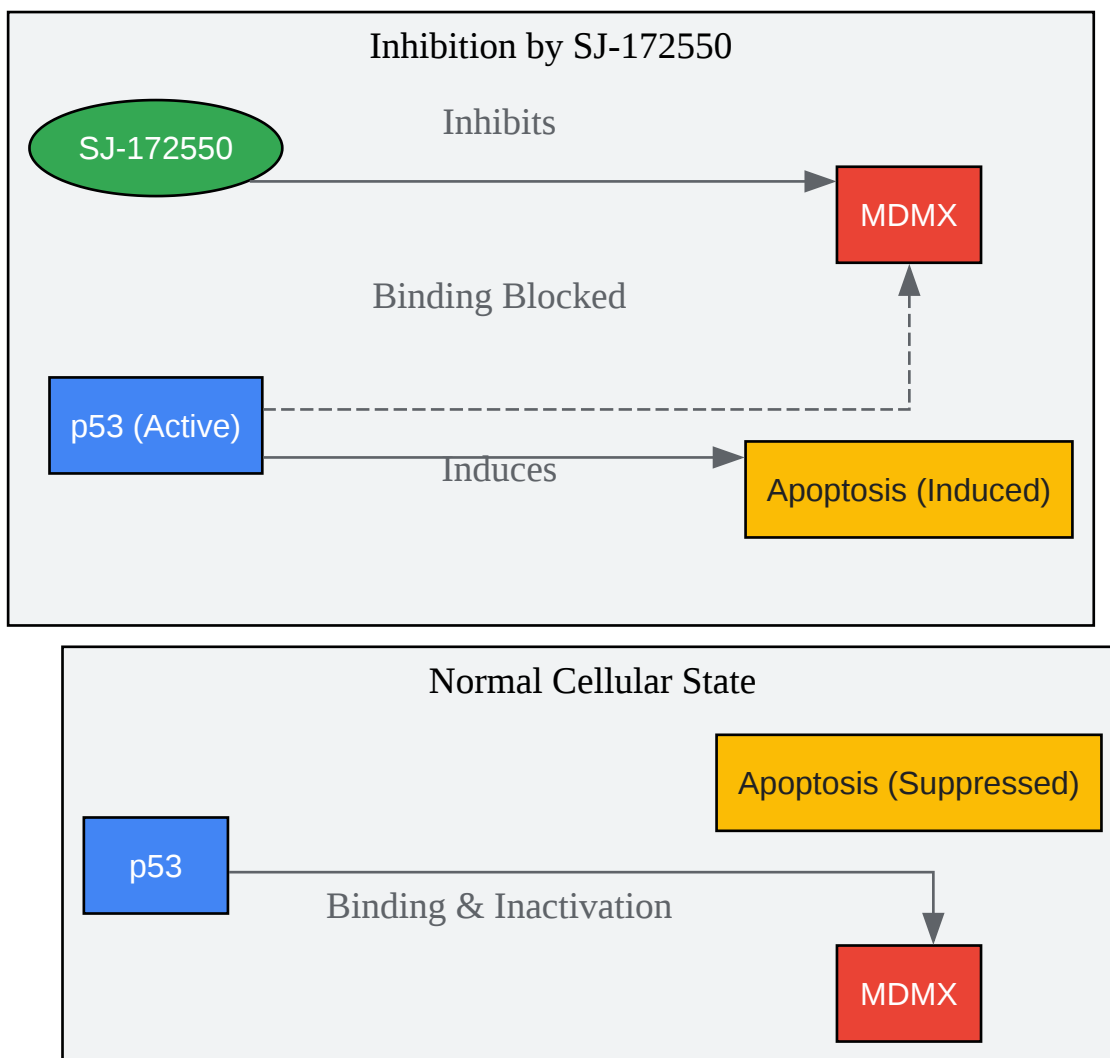 Inhibition by SJ-172550
Inhibits
SJ-172550
MDMX
Binding Blocked
p53 (Active)
Induces
Apoptosis (Induced)
Normal Cellular State
Apoptosis (Suppressed)
p53
Binding & Inactivation
MDMX